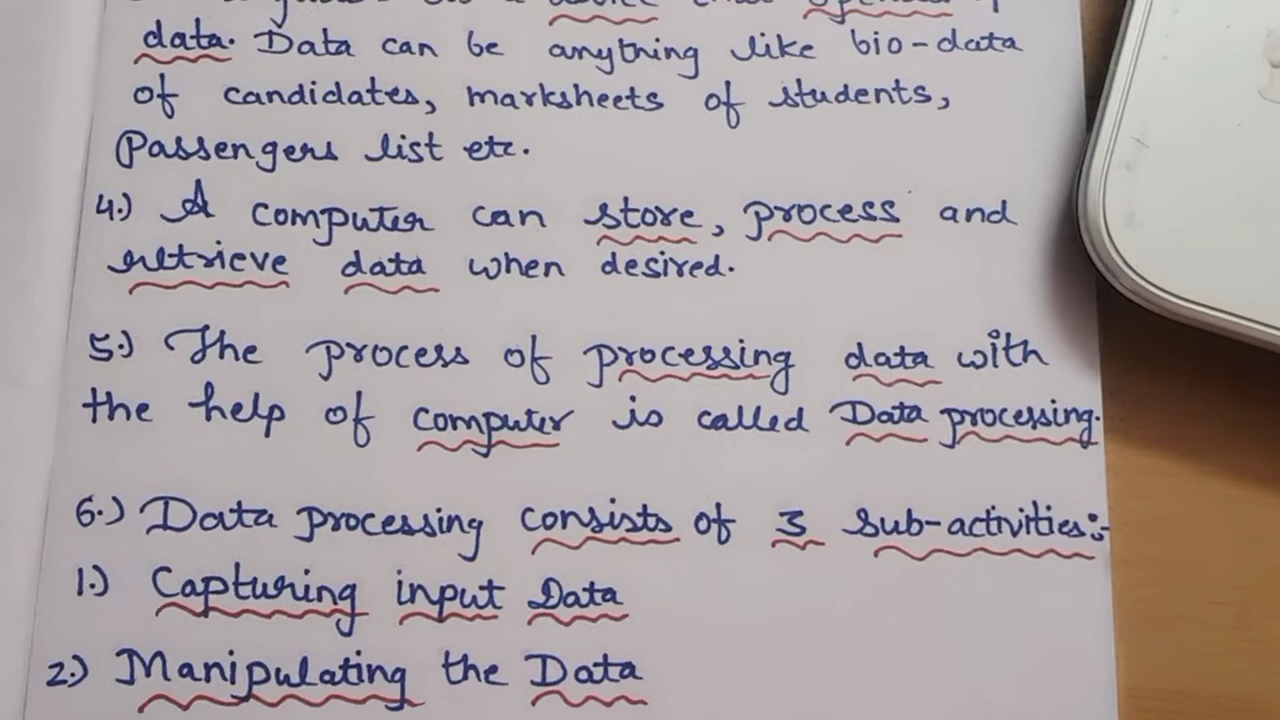 data. Data can be anything like bio-data
of candidates, marksheets of students,
Passengers list etc.
4.) A computer can store, process and
retrieve data when desired.
5.) The process of processing data with
the help of computer is called Data processing.
6.) Data processing consists of 3 sub-activities:-
1.) Capturing input Data
2.) Manipulating the Data